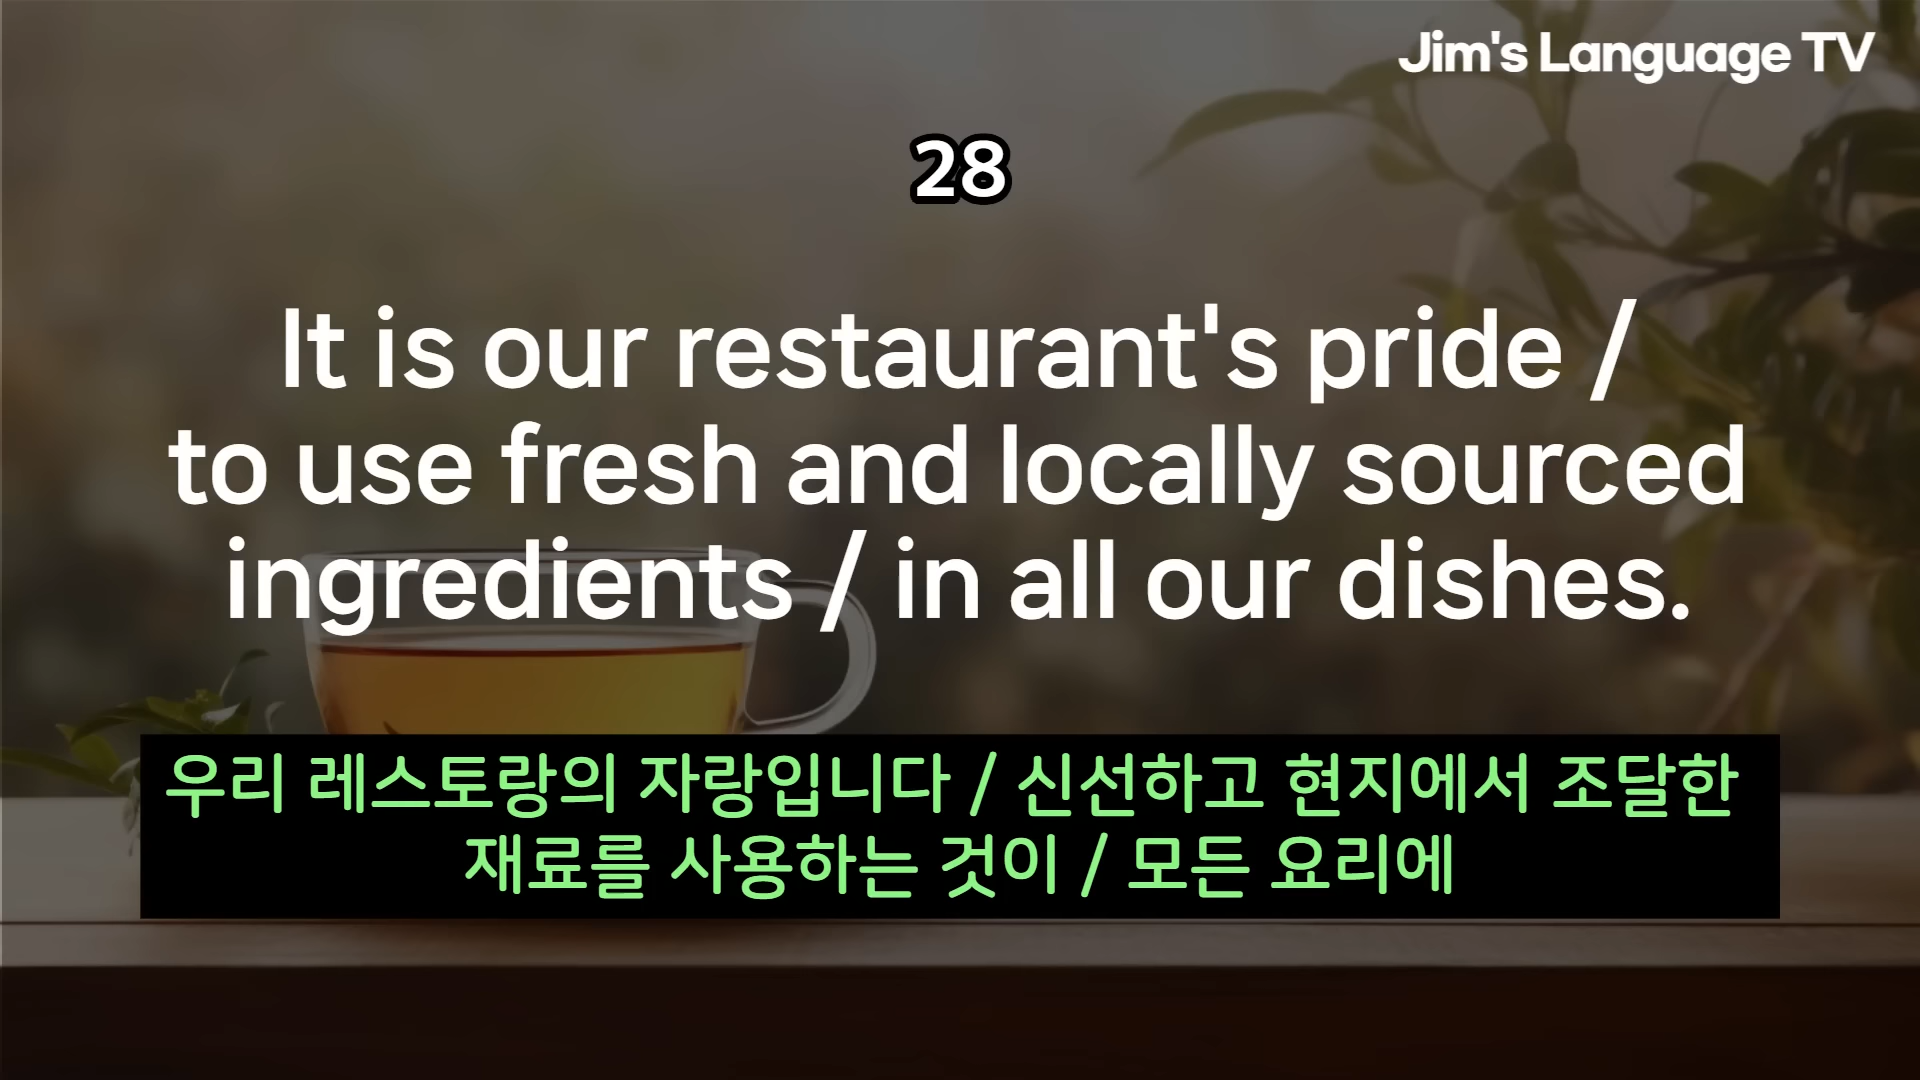 Jim's Language TV
28
It is our restaurant's pride /
to use fresh and locally sourced
ingredients / in all our dishes.
우리 레스토랑의 자랑입니다 / 신선하고 현지에서 조달한
재료를 사용하는 것이 / 모든 요리에